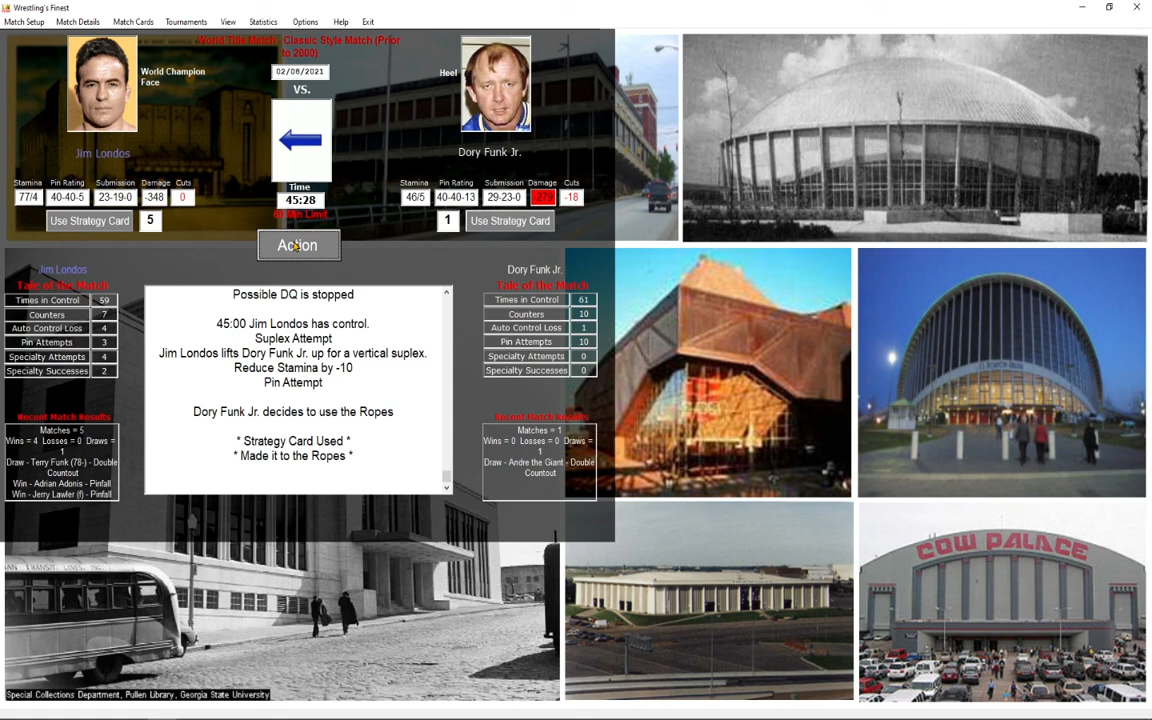 Wrestling's Finest
Match Setup Match Details Match Cards Tournaments View Statistics Options Help Exit
World Title Match - Classic Style Match (Prior
to 2000)
World Champion
Face
02/08/2021
VS.
Heel
Jim Londos
Dory Funk Jr.
Stamina Pin Rating Submission Damage Cuts
77/4 40-40-5 23-19-0 -348 0
Time
45:28
60 Min Limit
Stamina Pin Rating Submission Damage Cuts
46/5 40-40-13 29-23-0 -279 -18
Use Strategy Card 5
1 Use Strategy Card
Action
Jim Londos
Tale of the Match
Times in Control 59
Counters 7
Auto Control Loss 4
Pin Attempts 3
Specialty Attempts 4
Specialty Successes 2
Recent Match Results
Matches = 5
Wins = 4 Losses = 0 Draws =
1
Draw - Terry Funk (78-) - Double
Countout
Win - Adrian Adonis - Pinfall
Win - Jerry Lawler (f) - Pinfall
Possible DQ is stopped
45:00 Jim Londos has control.
Suplex Attempt
Jim Londos lifts Dory Funk Jr. up for a vertical suplex.
Reduce Stamina by -10
Pin Attempt
Dory Funk Jr. decides to use the Ropes
* Strategy Card Used *
* Made it to the Ropes *
Dory Funk Jr.
Tale of the Match
Times in Control 61
Counters 10
Auto Control Loss 1
Pin Attempts 10
Specialty Attempts 0
Specialty Successes 0
Recent Match Results
Matches = 1
Wins = 0 Losses = 0 Draws =
1
Draw - Andre the Giant - Double
Countout
COW PALACE
Special Collections Department, Pullen Library, Georgia State University